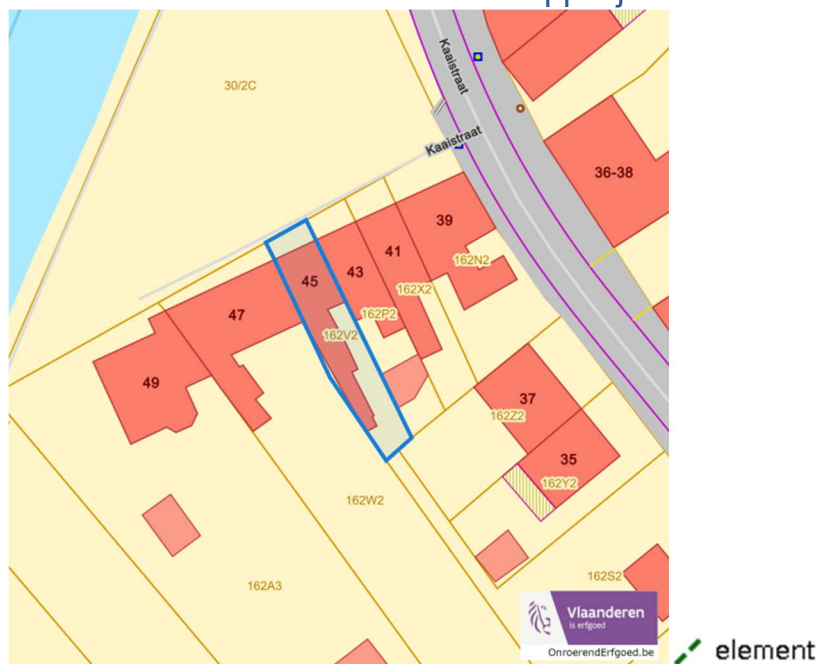 Kaaistraat
30/2C
Kaaistraat
36-38
39
41
162N2
43
45
162X2
47
162P2
162V2
49
37
162Z2
35
162Y2
162W2
162S2
162A3
Vlaanderen
is erfgoed
OnroerendErfgoed.be
element